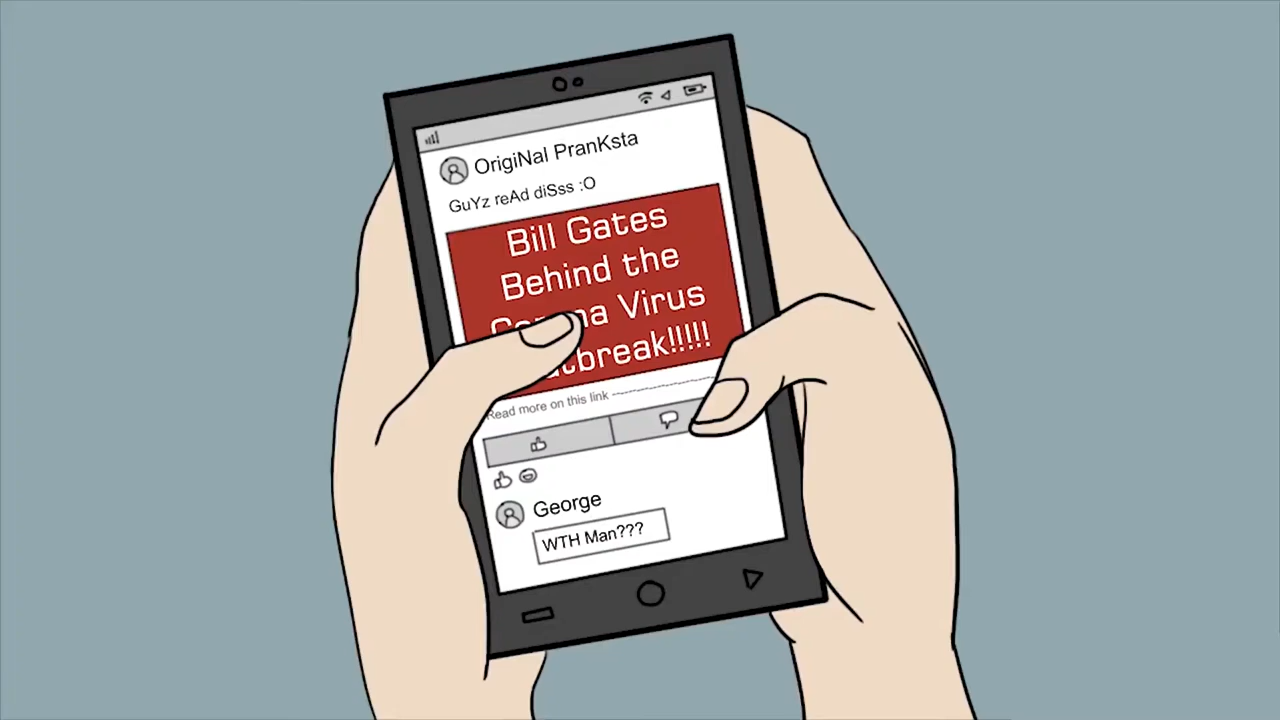 OrigiNal PranKsta
GuYz reAd diSss :O
Bill Gates
Behind the
Virus
Read more on this link
George
WTH Man???